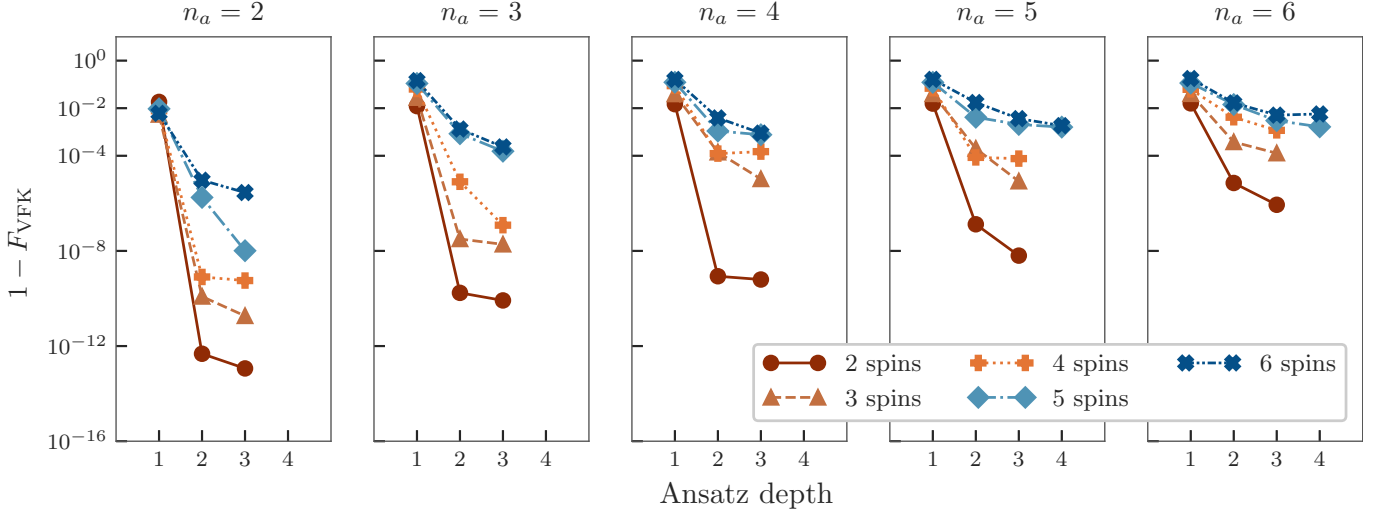 n_a = 2
n_a = 3
n_a = 4
n_a = 5
n_a = 6
1 − F_VFK
10^0
10^−2
10^−4
10^−8
10^−12
10^−16
1 2 3 4
1 2 3 4
1 2 3 4
1 2 3 4
1 2 3 4
Ansatz depth
2 spins
3 spins
4 spins
5 spins
6 spins